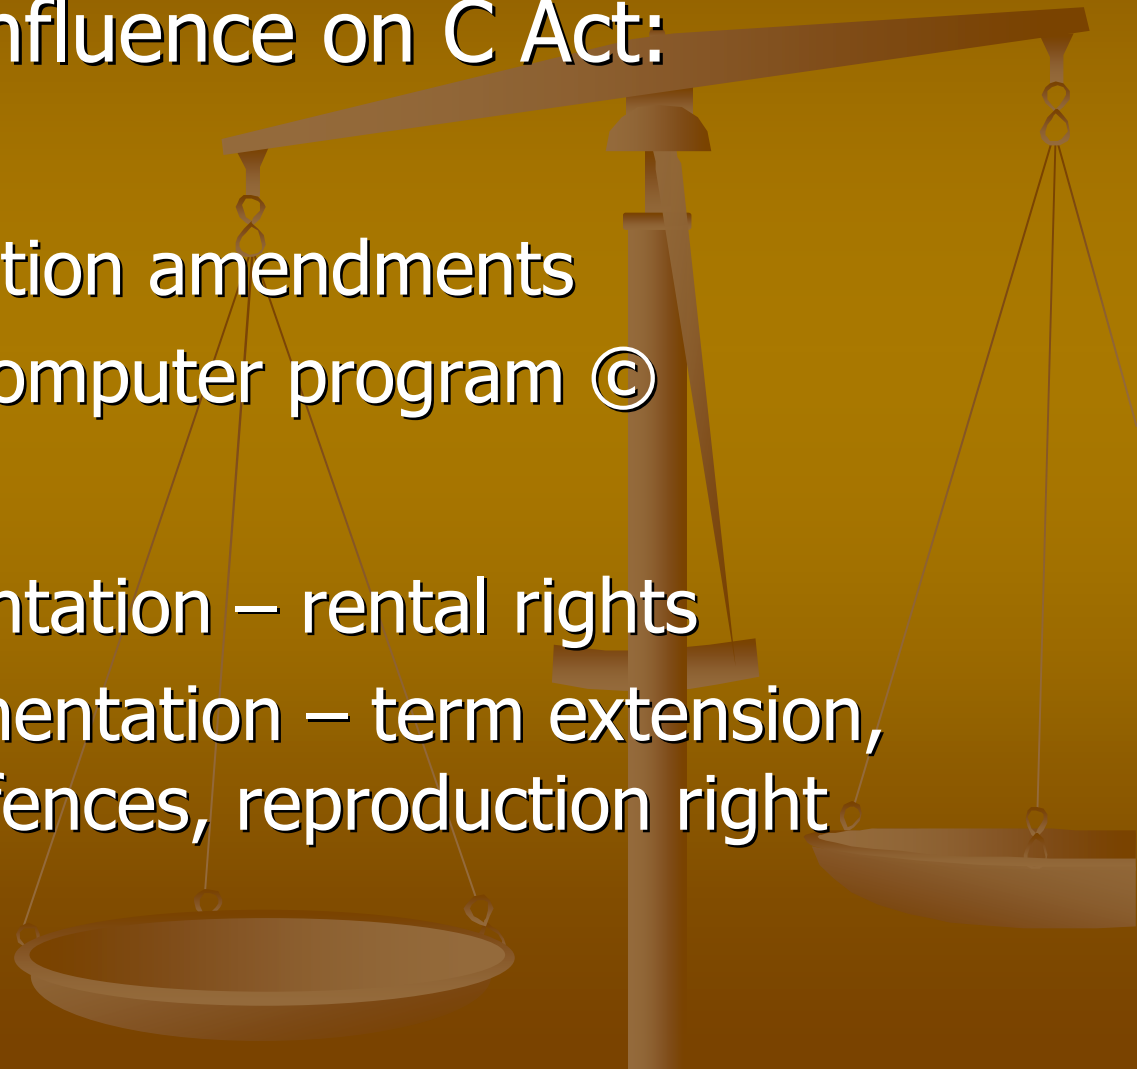 nfluence on C Act:
tion amendments
omputer program ©
ntation – rental rights
nentation – term extension,
fences, reproduction right